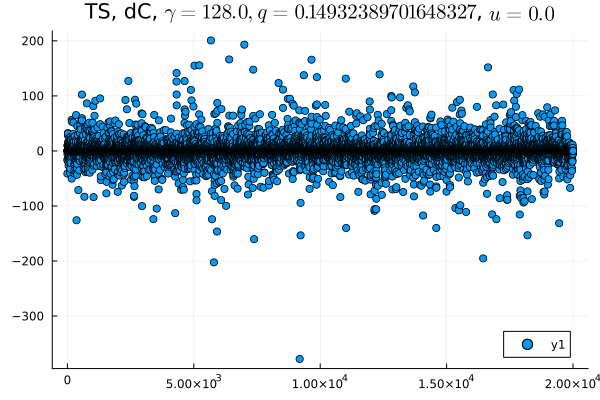 TS, dC, γ = 128.0, q = 0.14932389701648327, u = 0.0
200
100
0
−100
−200
−300
y1
0 5.00×10³ 1.00×10⁴ 1.50×10⁴ 2.00×10⁴